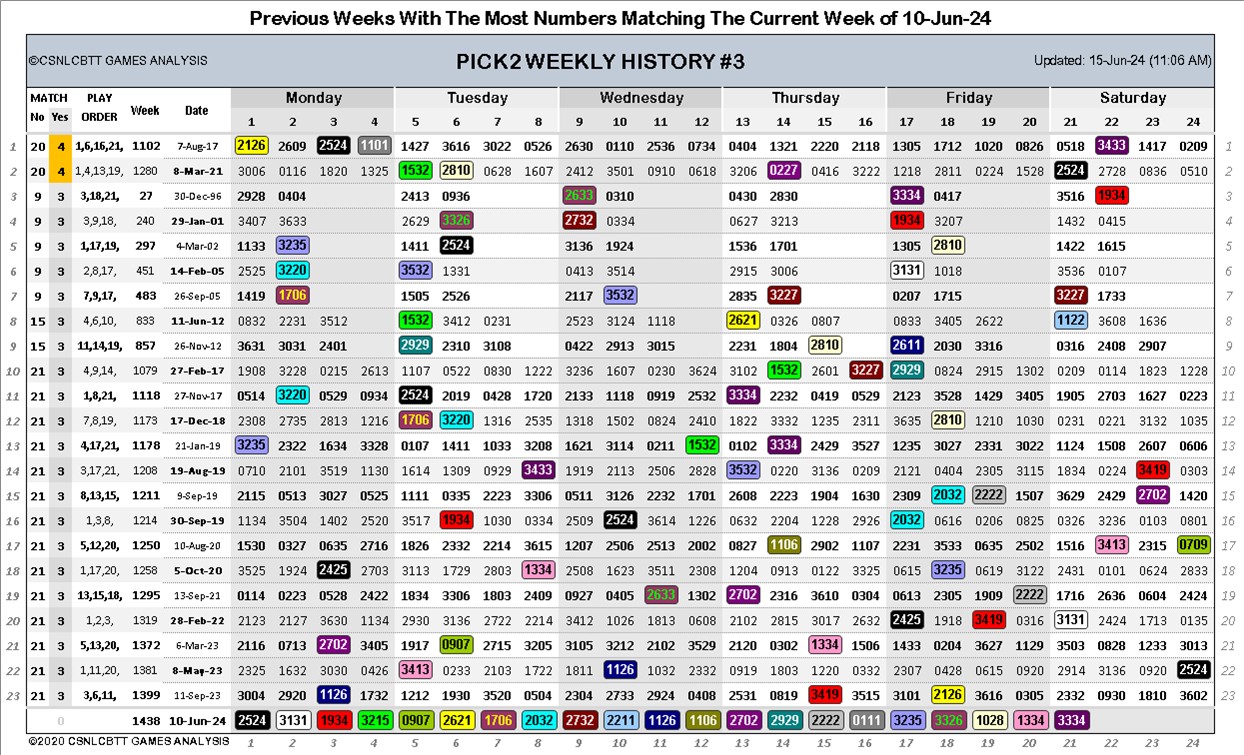 Previous Weeks With The Most Numbers Matching The Current Week of 10-Jun-24
©CSNLCBTT GAMES ANALYSIS PICK2 WEEKLY HISTORY #3 Updated: 15-Jun-24 (11:06 AM)
MATCH PLAY Week Date Monday Tuesday Wednesday Thursday Friday Saturday
No Yes ORDER 1 2 3 4 5 6 7 8 9 10 11 12 13 14 15 16 17 18 19 20 21 22 23 24
1 20 4 1,6,16,21, 1102 7-Aug-17 2126 2609 2524 1101 1427 3616 3022 0526 2630 0110 2536 0734 0404 1321 2220 2118 1305 1712 1020 0826 0518 3433 1417 0209 1
2 20 4 1,4,13,19, 1280 8-Mar-21 3006 0116 1820 1325 1532 2810 0628 1607 2412 3501 0910 0618 3206 0227 0416 3222 1218 2811 0224 1528 2524 2728 0836 0510 2
3 9 3 3,18,21, 27 30-Dec-96 2928 0404 2413 0936 2633 0310 0430 2830 3334 0417 3516 1934 3
4 9 3 3,9,18, 240 29-Jan-01 3407 3633 2629 3326 2732 0334 0627 3213 1934 3207 1432 0415 4
5 9 3 1,17,19, 297 4-Mar-02 1133 3235 1411 2524 3136 1924 1536 1701 1305 2810 1422 1615 5
6 9 3 2,8,17, 451 14-Feb-05 2525 3220 3532 1331 0413 3514 2915 3006 3131 1018 3536 0107 6
7 9 3 7,9,17, 483 26-Sep-05 1419 1706 1505 2526 2117 3532 2835 3227 0207 1715 3227 1733 7
8 15 3 4,6,10, 833 11-Jun-12 0832 2231 3512 1532 3412 0231 2523 3124 1118 2621 0326 0807 0833 3405 2622 1122 3608 1636 8
9 15 3 11,14,19, 857 26-Nov-12 3631 3031 2401 2929 2310 3108 0422 2913 3015 2231 1804 2810 2611 2030 3316 0316 2408 2907 9
10 21 3 4,9,14, 1079 27-Feb-17 1908 3228 0215 2613 1107 0522 0830 1222 3236 1607 0230 3624 3102 1532 2601 3227 2929 0824 2915 1302 0209 0114 1823 1228 10
11 21 3 1,8,21, 1118 27-Nov-17 0514 3220 0529 0934 2524 2019 0428 1720 2133 1118 0919 2532 3334 2232 0419 0529 2123 3528 1429 3405 1905 2703 1627 0223 11
12 21 3 7,8,19, 1173 17-Dec-18 2308 2735 2813 1216 1706 3220 1316 2535 1318 1502 0824 2410 1822 3332 1235 2311 3635 2810 1210 1030 0231 0221 3132 1035 12
13 21 3 4,17,21, 1178 21-Jan-19 3235 2322 1634 3328 0107 1411 1033 3208 1621 3114 0211 1532 0102 3334 2429 3527 1235 3027 2331 3022 1124 1508 2607 0606 13
14 21 3 3,17,21, 1208 19-Aug-19 0710 2101 3519 1130 1614 1309 0929 3433 1919 2113 2506 2828 3532 0220 3136 0209 2121 0404 2305 3115 1834 0224 3419 0303 14
15 21 3 8,13,15, 1211 9-Sep-19 2115 0513 3027 0525 1111 0335 2223 3306 0511 3126 2232 1701 2608 2223 1904 1630 2309 2032 2222 1507 3629 2429 2702 1420 15
16 21 3 1,3,8, 1214 30-Sep-19 1134 3504 1402 2520 3517 1934 1030 0334 2509 2524 3614 1226 0632 2204 1228 2926 2032 0616 0206 0825 0326 3236 0103 0801 16
17 21 3 5,12,20, 1250 10-Aug-20 1530 0327 0635 2716 1826 2332 2214 3615 1207 2506 2513 2002 0827 1106 2902 1107 2231 3533 0635 2502 1516 3413 2315 0709 17
18 21 3 1,17,20, 1258 5-Oct-20 3525 1924 2425 2703 3113 1729 2803 1334 2508 1623 3511 2308 1204 0913 0122 3325 0618 3235 3123 1619 2431 0101 0624 2833 18
19 21 3 13,15,18, 1295 13-Sep-21 0114 0223 0528 2422 1834 3306 1803 2409 0927 0405 2633 1302 2702 2316 3610 0304 0613 2305 1909 2222 1716 2636 0604 2424 19
20 21 3 1,2,3, 1319 28-Feb-22 2123 2127 3630 1134 2930 3136 2722 2214 3412 1026 1813 0608 2102 2815 3017 2632 2425 1918 3419 0316 3131 2424 1713 0135 20
21 21 3 5,13,20, 1372 6-Mar-23 2116 0713 2702 3405 1917 0907 2715 3205 3105 3212 2102 3529 2120 0302 1334 1506 1433 0204 3627 1129 3503 0828 1233 3013 21
22 21 3 1,11,20, 1381 8-May-23 2325 1632 3030 0426 3413 0233 2103 1722 1811 1126 1032 2332 0919 1803 1220 0332 2307 0428 0615 0920 2914 3136 0920 2524 22
23 21 3 3,6,11, 1399 11-Sep-23 3004 2920 1126 1732 1212 1930 3520 0504 2304 2733 2924 0408 2531 0819 3419 3515 3101 2126 3616 0305 2332 0930 1810 3602 23
0 1438 10-Jun-24 2524 3131 1934 3215 0907 2621 1706 2032 2732 2211 1126 1106 2702 2929 2222 0111 3235 3326 1028 1334 3334
©2020 CSNLCBTT GAMES ANALYSIS 1 2 3 4 5 6 7 8 9 10 11 12 13 14 15 16 17 18 19 20 21 22 23 24